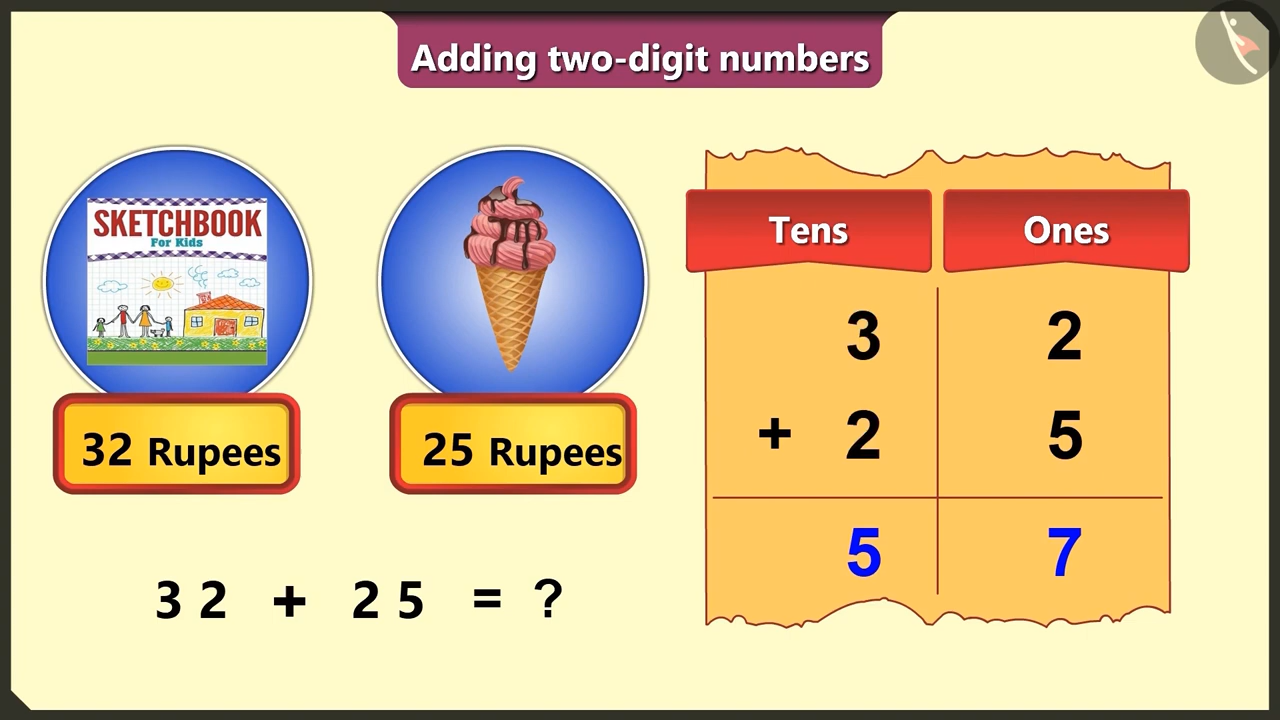 Adding two-digit numbers
SKETCHBOOK
For Kids
32 Rupees
25 Rupees
3 2 + 2 5 = ?
Tens Ones
3 2
+ 2 5
5 7